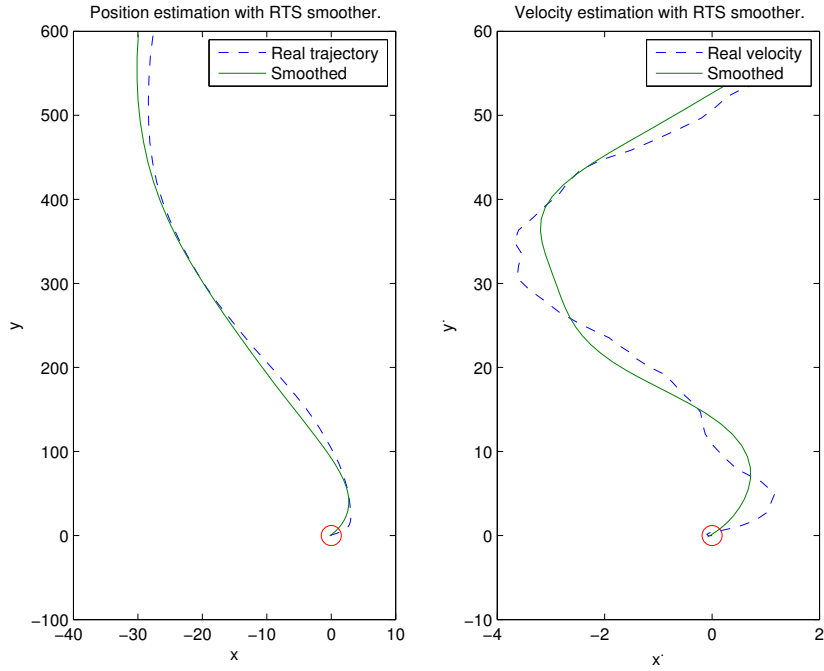 Position estimation with RTS smoother.
600
500
400
300
200
100
0
−100
−40
−30
−20
−10
0
10
x
y
Real trajectory
Smoothed
Velocity estimation with RTS smoother.
60
50
40
30
20
10
0
−10
−4
−2
0
2
x˙
y˙
Real velocity
Smoothed